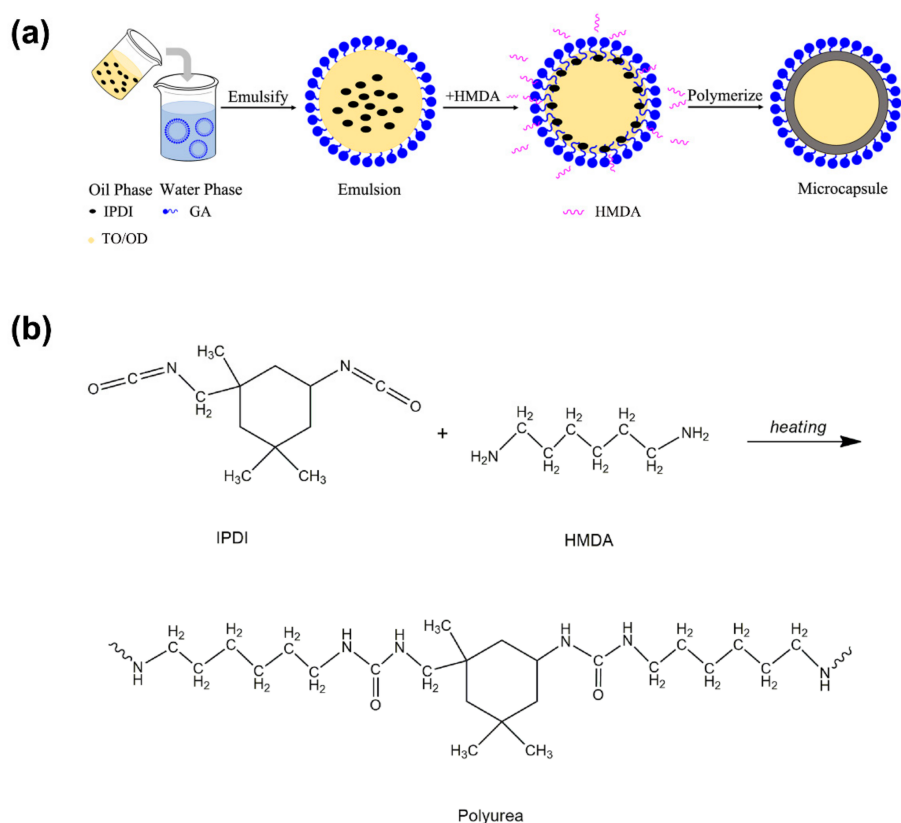 (a)
Emulsify
+HMDA
Polymerize
Oil Phase Water Phase
Emulsion
Microcapsule
IPDI
GA
HMDA
TO/OD
(b)
H₃C
N
N
O
C
C
H₂
C
O
H₃C
CH₃
+
H₂
C
H₂
C
H₂
C
NH₂
H₂N
C
H₂
C
H₂
C
H₂
heating
IPDI
HMDA
H₂
C
H₂
C
H₂
C
H
N
H
N
H₃C
H
N
H
N
H₂
C
H₂
C
H₂
C
N
H
C
H₂
C
H₂
C
H₂
C
O
C
H₂
C
O
C
H₂
C
H₂
C
H₂
N
H
H₃C
CH₃
Polyurea